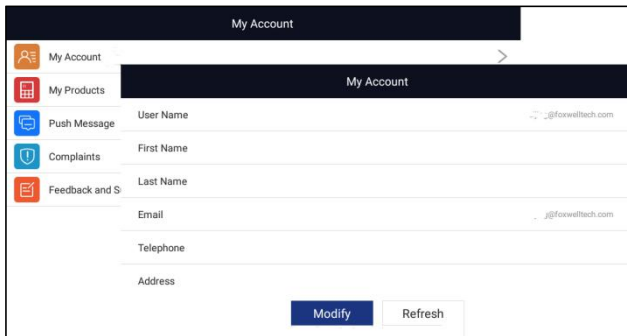 My Account
My Account
My Products
Push Message
Complaints
Feedback and S
My Account
User Name @foxwelltech.com
First Name
Last Name
Email @foxwelltech.com
Telephone
Address
Modify Refresh